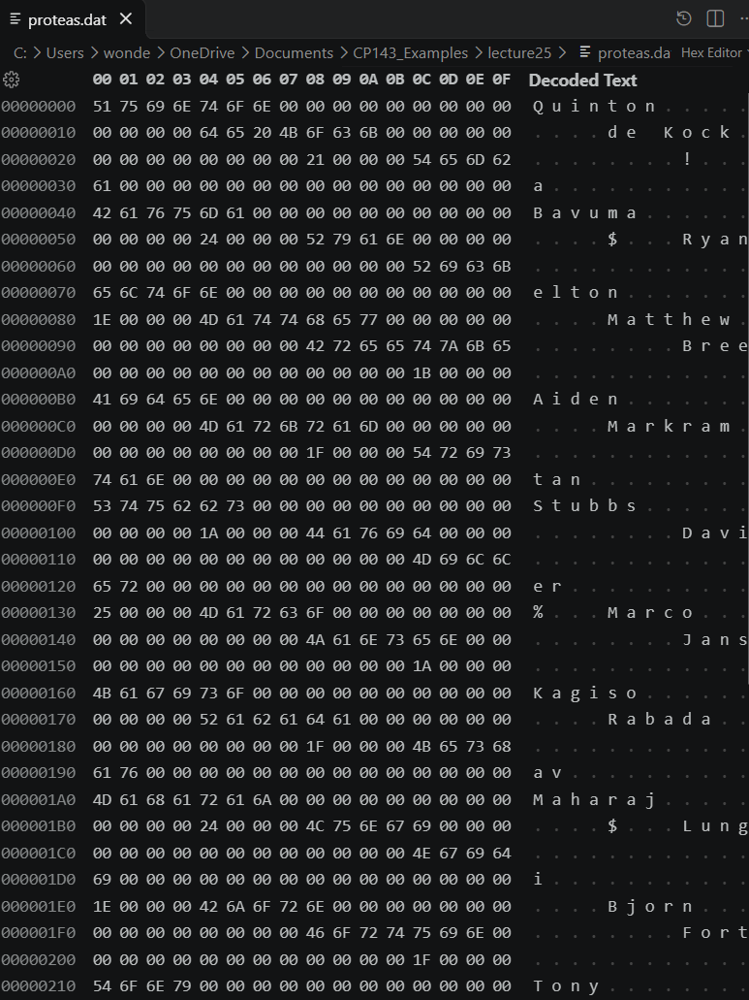 proteas.dat
C: > Users > wonde > OneDrive > Documents > CP143_Examples > lecture25 > proteas.da Hex Editor
00 01 02 03 04 05 06 07 08 09 0A 0B 0C 0D 0E 0F Decoded Text
00000000 51 75 69 6E 74 6F 6E 00 00 00 00 00 00 00 00 00 Q u i n t o n . . . . .
00000010 00 00 00 00 64 65 20 4B 6F 63 6B 00 00 00 00 00 . . . . d e   K o c k .
00000020 00 00 00 00 00 00 00 00 21 00 00 00 54 65 6D 62 . . . . . . . . ! . . .
00000030 61 00 00 00 00 00 00 00 00 00 00 00 00 00 00 00 a . . . . . . . . . . .
00000040 42 61 76 75 6D 61 00 00 00 00 00 00 00 00 00 00 B a v u m a . . . . . .
00000050 00 00 00 00 24 00 00 00 52 79 61 6E 00 00 00 00 . . . . $ . . . R y a n
00000060 00 00 00 00 00 00 00 00 00 00 00 00 52 69 63 6B . . . . . . . . . . . .
00000070 65 6C 74 6F 6E 00 00 00 00 00 00 00 00 00 00 00 e l t o n . . . . . . .
00000080 1E 00 00 00 4D 61 74 74 68 65 77 00 00 00 00 00 . . . . M a t t h e w .
00000090 00 00 00 00 00 00 00 00 42 72 65 65 74 7A 6B 65 . . . . . . . . B r e e
000000A0 00 00 00 00 00 00 00 00 00 00 00 00 1B 00 00 00 . . . . . . . . . . . .
000000B0 41 69 64 65 6E 00 00 00 00 00 00 00 00 00 00 00 A i d e n . . . . . . .
000000C0 00 00 00 00 4D 61 72 6B 72 61 6D 00 00 00 00 00 . . . . M a r k r a m .
000000D0 00 00 00 00 00 00 00 00 1F 00 00 00 54 72 69 73 . . . . . . . . . . . .
000000E0 74 61 6E 00 00 00 00 00 00 00 00 00 00 00 00 00 t a n . . . . . . . . .
000000F0 53 74 75 62 62 73 00 00 00 00 00 00 00 00 00 00 S t u b b s . . . . . .
00000100 00 00 00 00 1A 00 00 00 44 61 76 69 64 00 00 00 . . . . . . . . D a v i
00000110 00 00 00 00 00 00 00 00 00 00 00 00 4D 69 6C 6C . . . . . . . . . . . .
00000120 65 72 00 00 00 00 00 00 00 00 00 00 00 00 00 00 e r . . . . . . . . . .
00000130 25 00 00 00 4D 61 72 63 6F 00 00 00 00 00 00 00 % . . . M a r c o . . .
00000140 00 00 00 00 00 00 00 00 4A 61 6E 73 65 6E 00 00 . . . . . . . . J a n s
00000150 00 00 00 00 00 00 00 00 00 00 00 00 1A 00 00 00 . . . . . . . . . . . .
00000160 4B 61 67 69 73 6F 00 00 00 00 00 00 00 00 00 00 K a g i s o . . . . . .
00000170 00 00 00 00 52 61 62 61 64 61 00 00 00 00 00 00 . . . . R a b a d a . .
00000180 00 00 00 00 00 00 00 00 1F 00 00 00 4B 65 73 68 . . . . . . . . . . . .
00000190 61 76 00 00 00 00 00 00 00 00 00 00 00 00 00 00 a v . . . . . . . . . .
000001A0 4D 61 68 61 72 61 6A 00 00 00 00 00 00 00 00 00 M a h a r a j . . . . .
000001B0 00 00 00 00 24 00 00 00 4C 75 6E 67 69 00 00 00 . . . . $ . . . L u n g
000001C0 00 00 00 00 00 00 00 00 00 00 00 00 4E 67 69 64 . . . . . . . . . . . .
000001D0 69 00 00 00 00 00 00 00 00 00 00 00 00 00 00 00 i . . . . . . . . . . .
000001E0 1E 00 00 00 42 6A 6F 72 6E 00 00 00 00 00 00 00 . . . . B j o r n . . .
000001F0 00 00 00 00 00 00 00 00 46 6F 72 74 75 69 6E 00 . . . . . . . . F o r t
00000200 00 00 00 00 00 00 00 00 00 00 00 00 1F 00 00 00 . . . . . . . . . . . .
00000210 54 6F 6E 79 00 00 00 00 00 00 00 00 00 00 00 00 T o n y . . . . . . . .